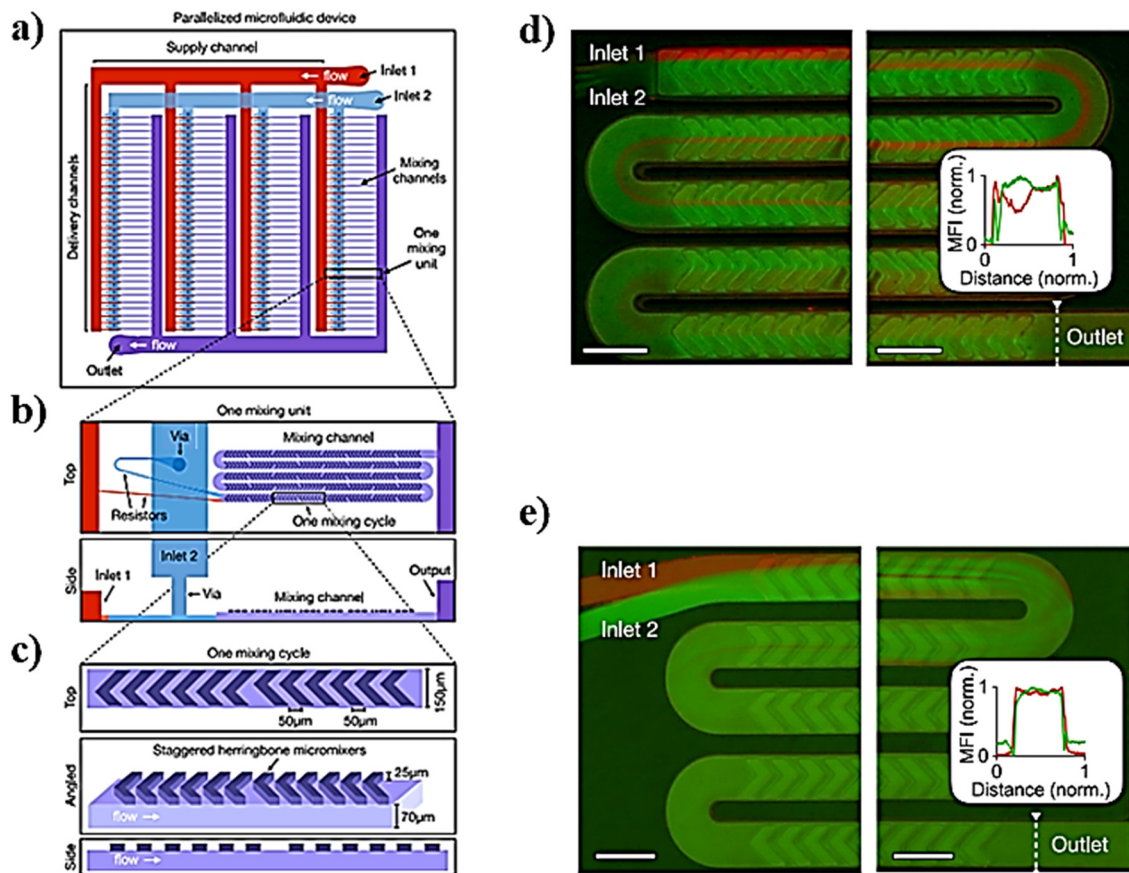 a)
Parallelized microfluidic device
Supply channel
flow
Inlet 1
flow
Inlet 2
Delivery channels
Mixing
channels
One
mixing
unit
flow
Outlet
b)
One mixing unit
Top
Via
Mixing channel
Resistors
One mixing cycle
Side
Inlet 1
Inlet 2
Via
Mixing channel
Output
c)
One mixing cycle
Top
150μm
50μm
50μm
Staggered herringbone micromixers
Angled
25μm
flow
70μm
Side
flow
d)
Inlet 1
Inlet 2
MFI (norm.)
1
0
0
1
Distance (norm.)
Outlet
e)
Inlet 1
Inlet 2
MFI (norm.)
1
0
0
1
Distance (norm.)
Outlet